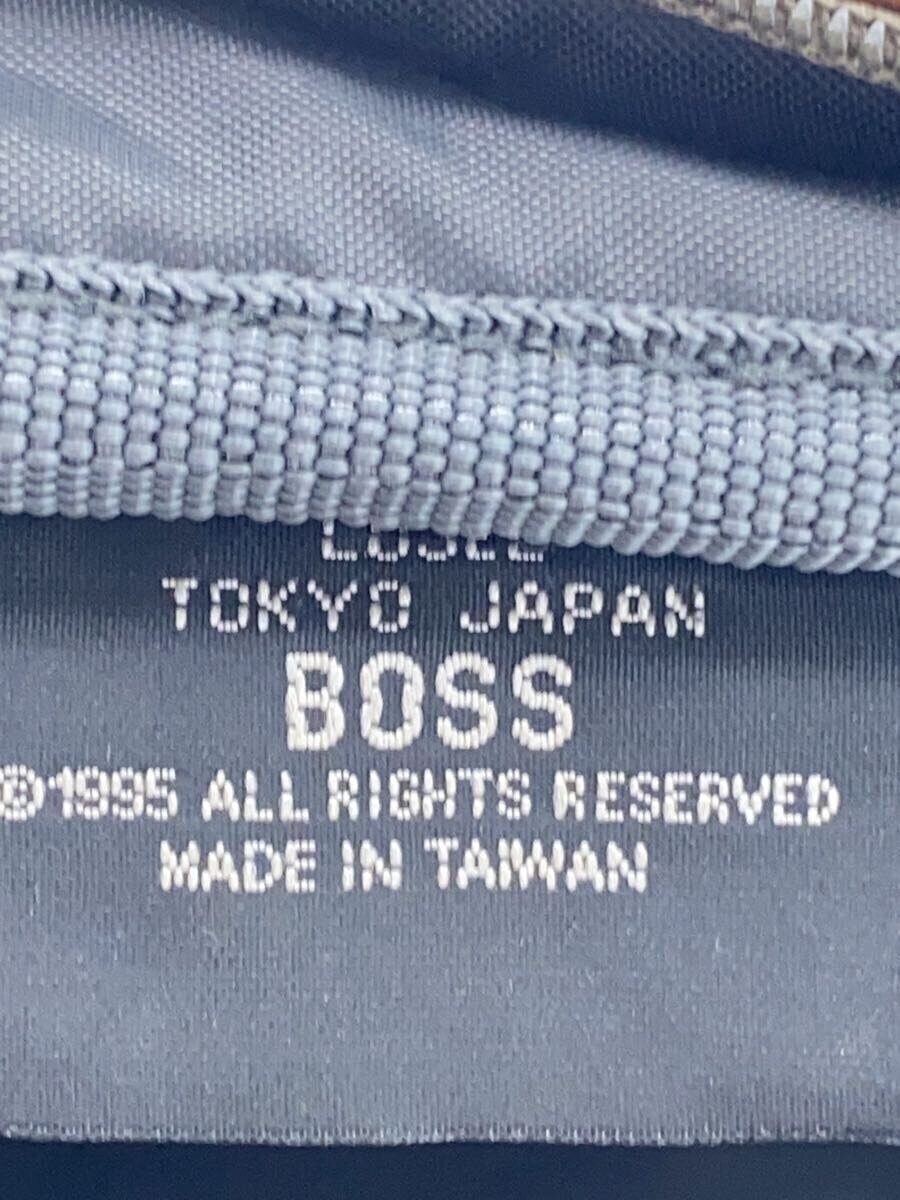 TOKYO JAPAN
BOSS
©1995 ALL RIGHTS RESERVED
MADE IN TAIWAN